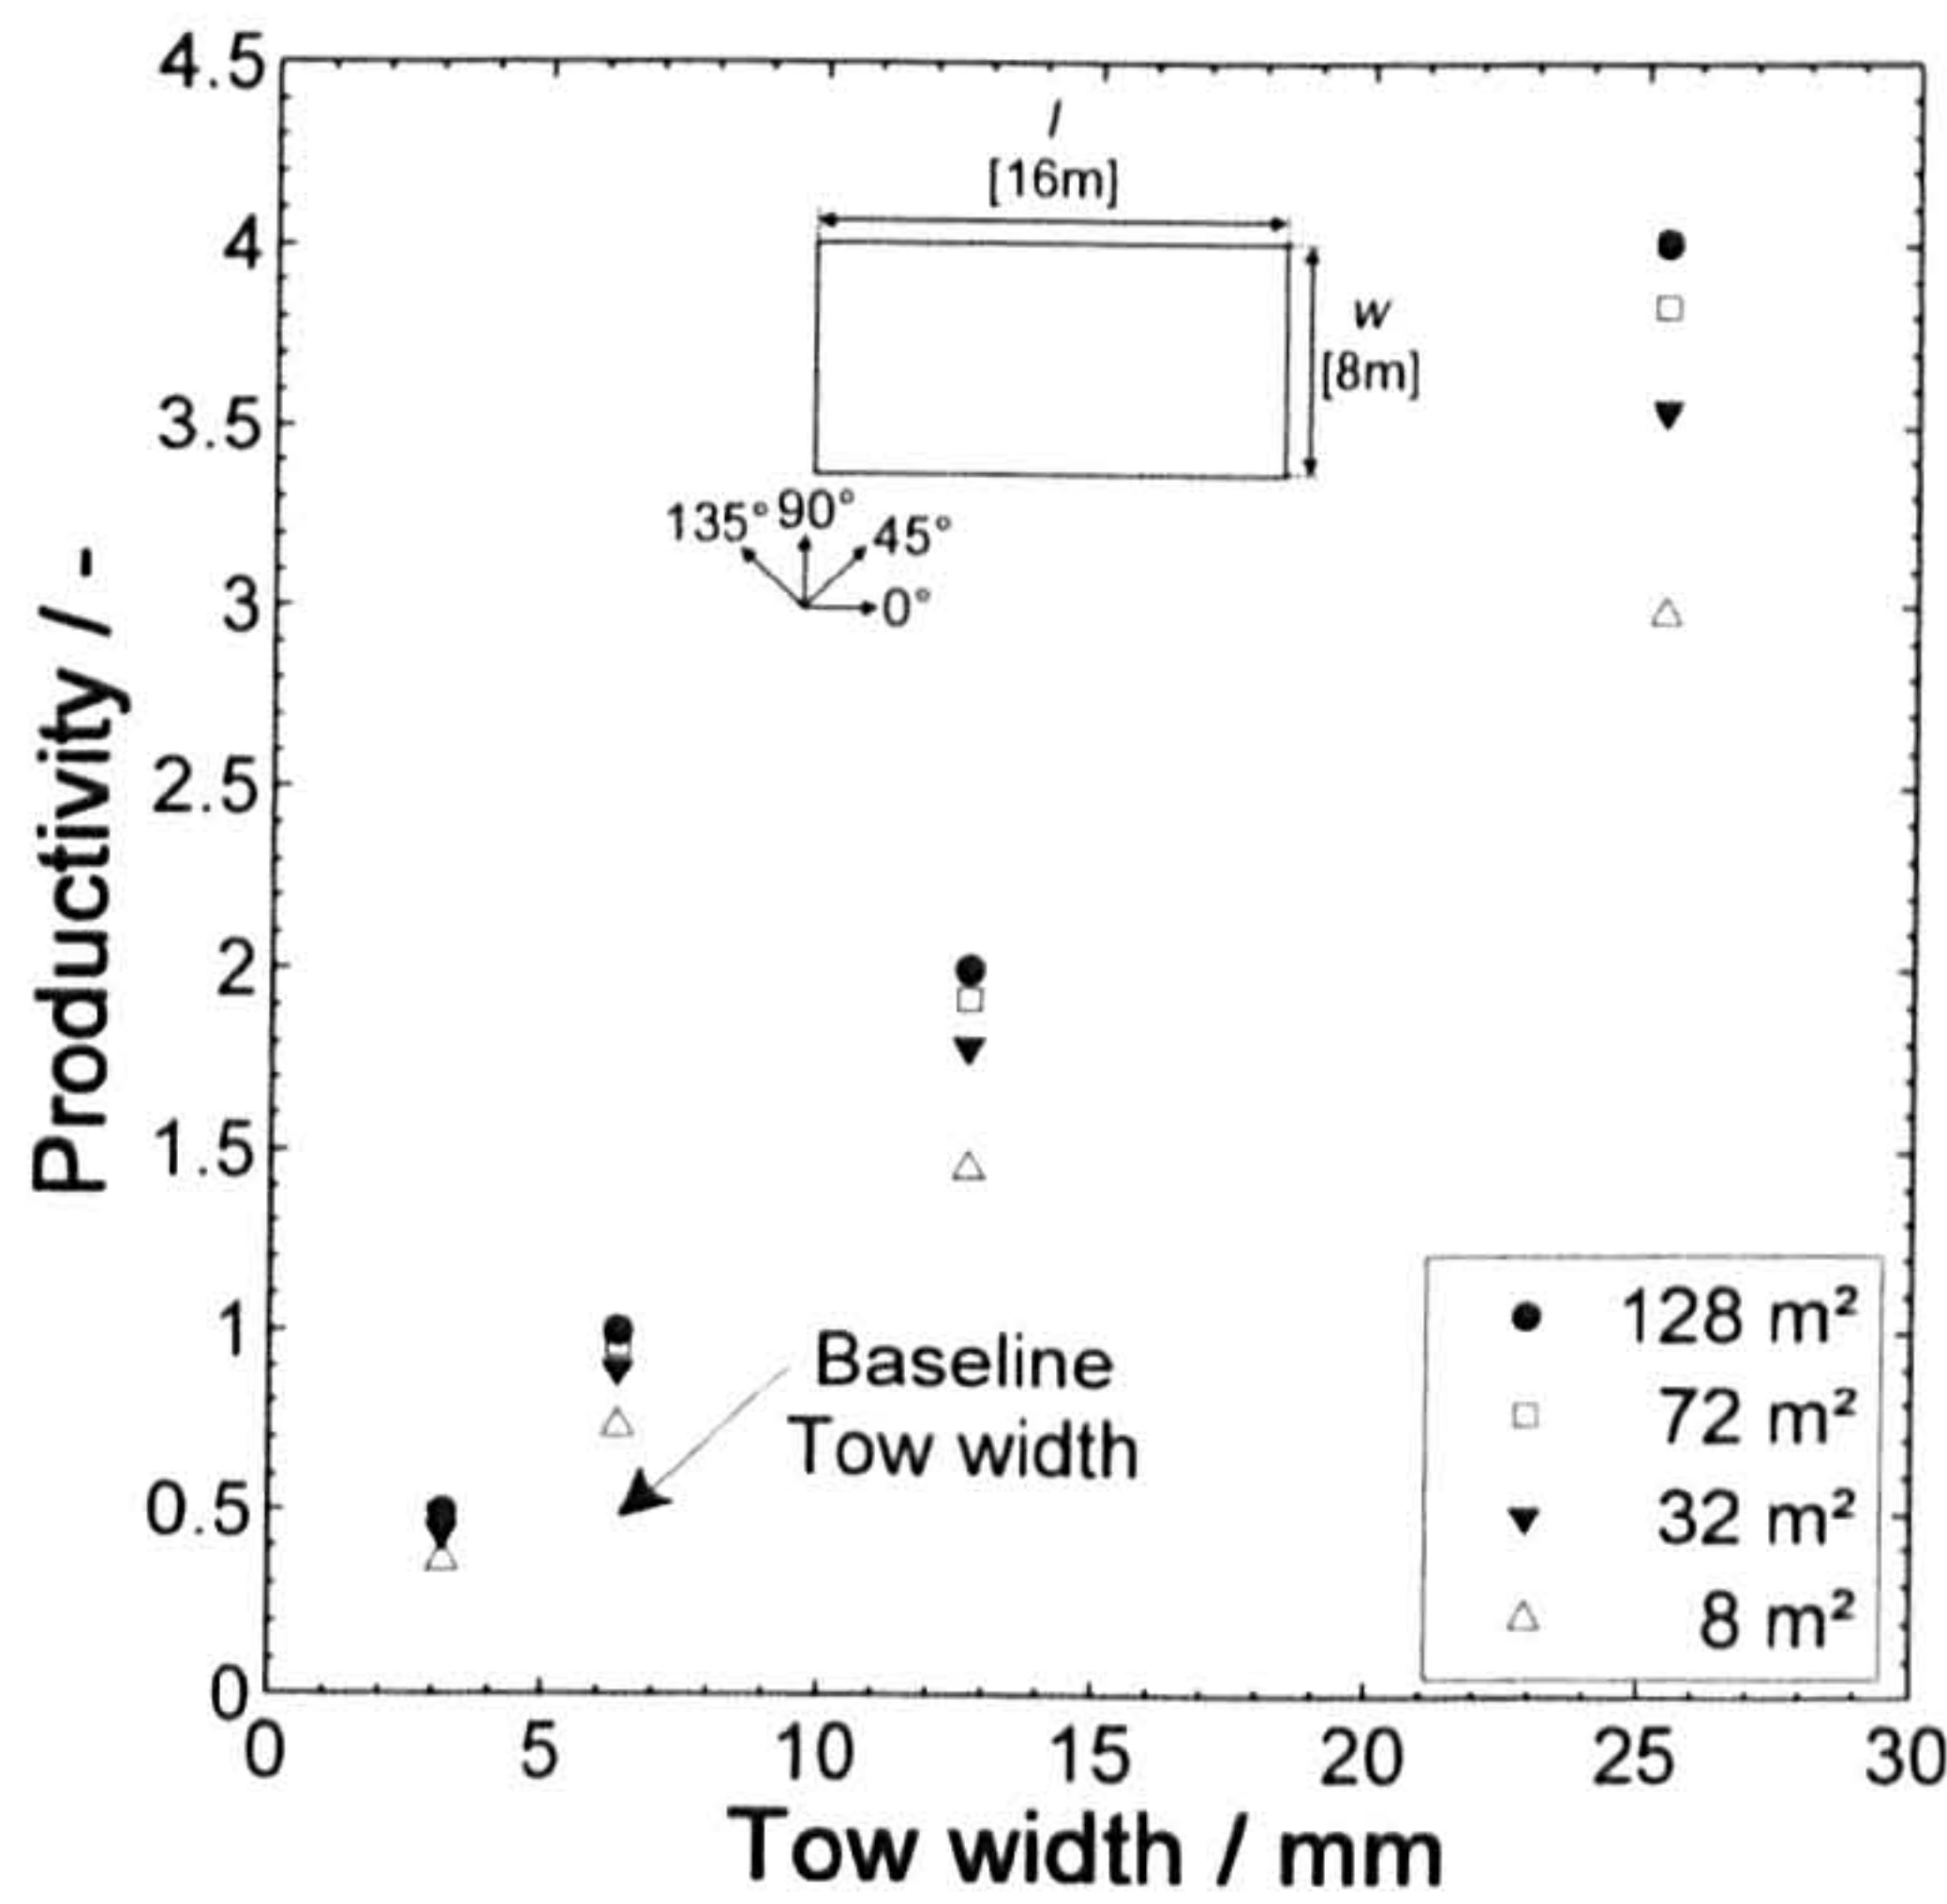 4.5
4
3.5
3
2.5
2
1.5
1
0.5
0
Productivity / -
l
[16m]
w
[8m]
135° 90° 45°
0°
Baseline
Tow width
128 m²
72 m²
32 m²
8 m²
0 5 10 15 20 25 30
Tow width / mm